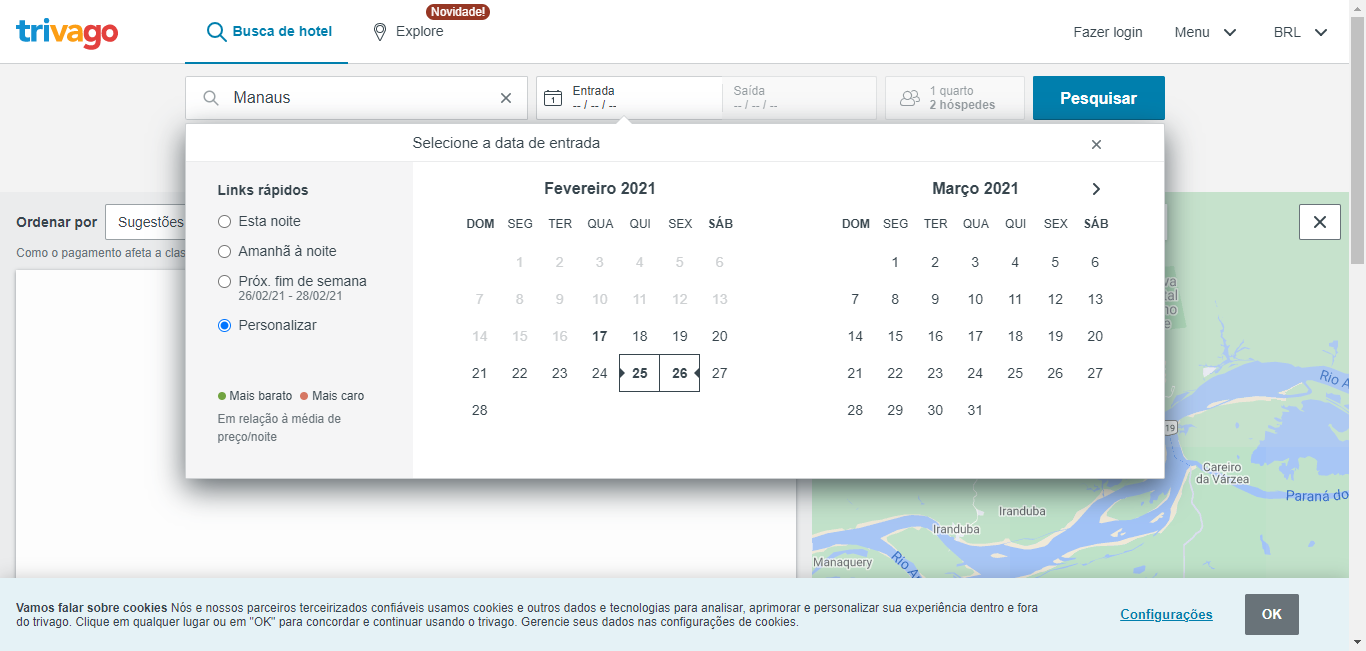 Novidade!
trivago
Busca de hotel
Explore
Fazer login
Menu
BRL
Manaus
Entrada
-- / -- / --
Saída
-- / -- / --
1
1 quarto
2 hóspedes
Pesquisar
Selecione a data de entrada
Links rápidos
Esta noite
Amanhã à noite
Próx. fim de semana
26/02/21 - 28/02/21
Personalizar
Mais barato
Mais caro
Em relação à média de
preço/noite
Fevereiro 2021
DOM SEG TER QUA QUI SEX SÁB
1 2 3 4 5 6
7 8 9 10 11 12 13
14 15 16 17 18 19 20
21 22 23 24 25 26 27
28
Março 2021
DOM SEG TER QUA QUI SEX SÁB
1 2 3 4 5 6
7 8 9 10 11 12 13
14 15 16 17 18 19 20
21 22 23 24 25 26 27
28 29 30 31
Ordenar por
Sugestões
Como o pagamento afeta a clas
Rio A
19
Careiro
da Várzea
Paraná do
Iranduba
Iranduba
Manaquery
Rio A
Vamos falar sobre cookies Nós e nossos parceiros terceirizados confiáveis usamos cookies e outros dados e tecnologias para analisar, aprimorar e personalizar sua experiência dentro e fora
do trivago. Clique em qualquer lugar ou em "OK" para concordar e continuar usando o trivago. Gerencie seus dados nas configurações de cookies.
Configurações
OK